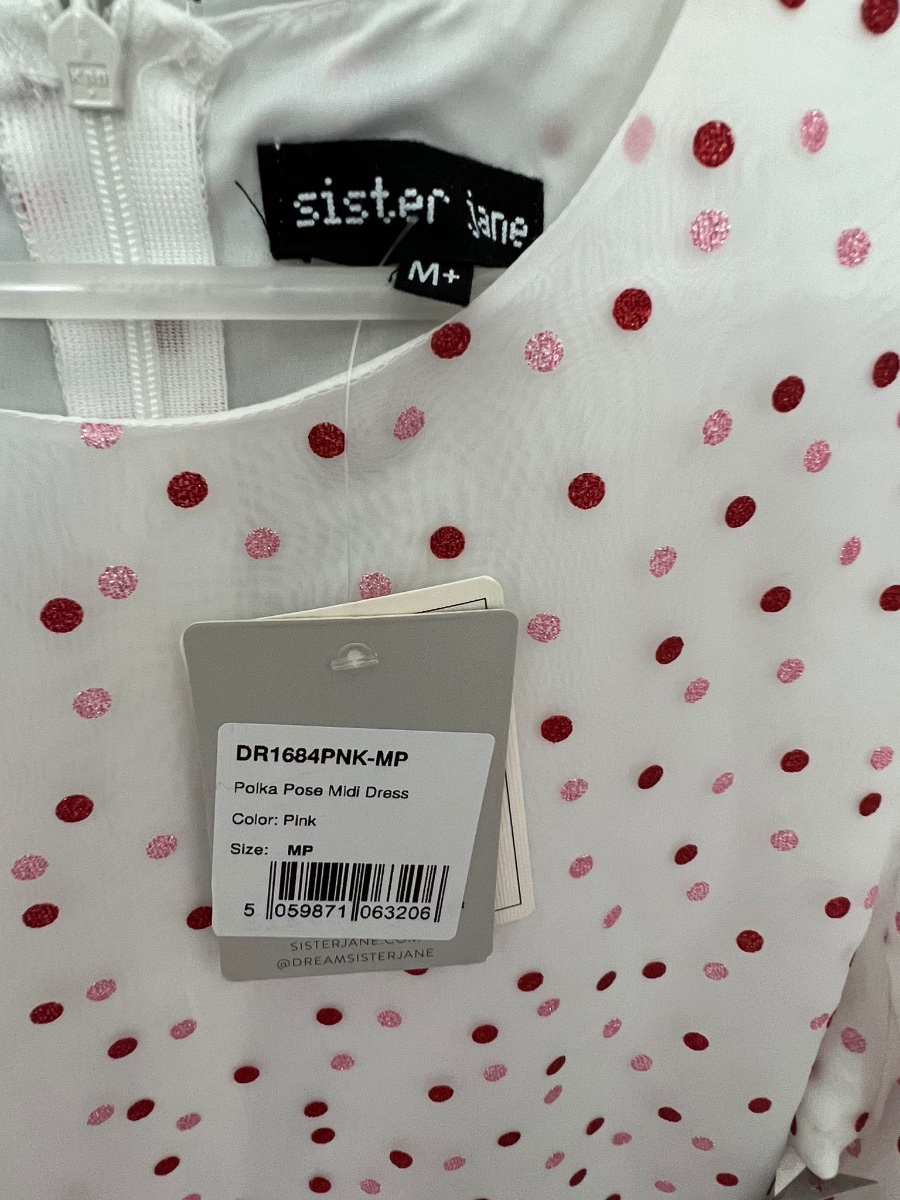 sister jane
M+
DR1684PNK-MP
Polka Pose Midi Dress
Color: Pink
Size: MP
5 059871 063206
SISTERJANE.COM
@DREAMSISTERJANE